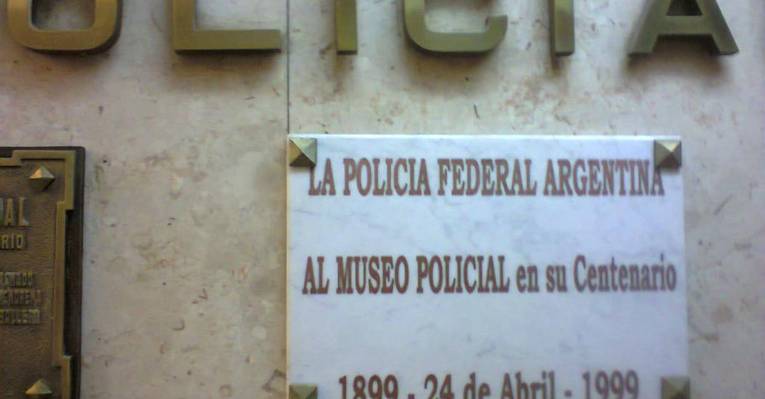 OLICIA
LA POLICIA FEDERAL ARGENTINA
AL MUSEO POLICIAL en su Centenario
1899 - 24 de Abril - 1999